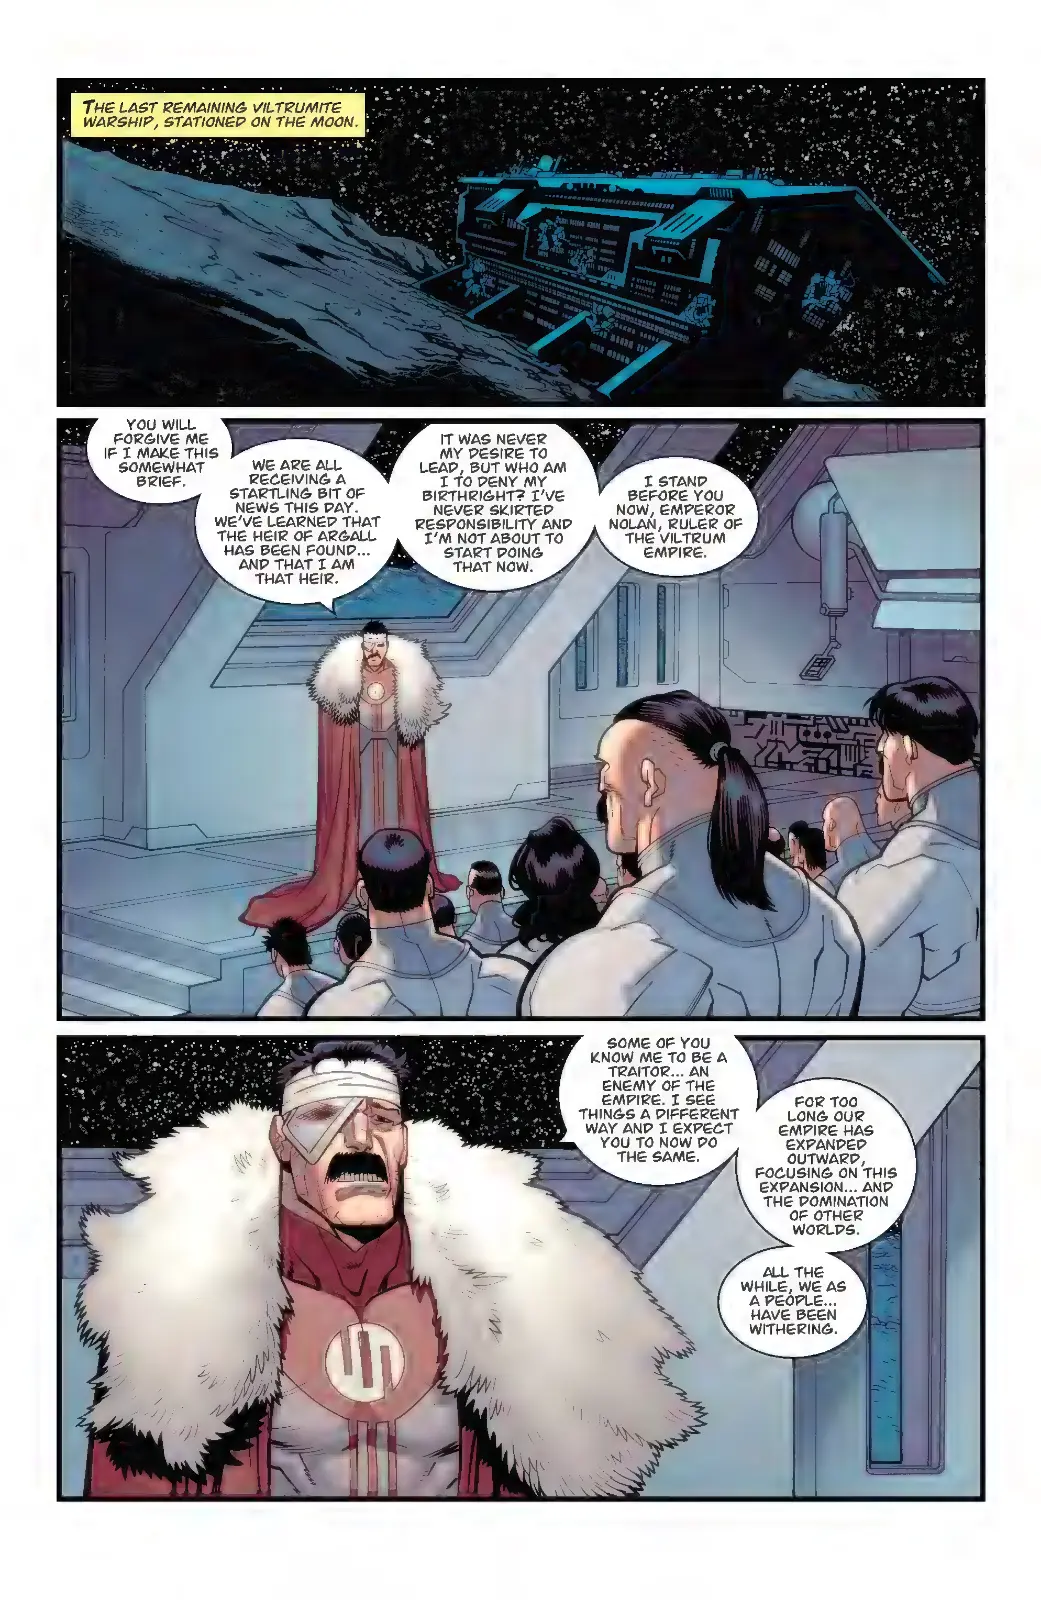 THE LAST REMAINING VILTRUMITE
WARSHIP, STATIONED ON THE MOON.
YOU WILL
FORGIVE ME
IF I MAKE THIS
SOMEWHAT
BRIEF.
WE ARE ALL
RECEIVING A
STARTLING BIT OF
NEWS THIS DAY.
WE'VE LEARNED THAT
THE HEIR OF ARGALL
HAS BEEN FOUND...
AND THAT I AM
THAT HEIR.
IT WAS NEVER
MY DESIRE TO
LEAD, BUT WHO AM
I TO DENY MY
BIRTHRIGHT? I'VE
NEVER SKIRTED
RESPONSIBILITY AND
I'M NOT ABOUT TO
START DOING
THAT NOW.
I STAND
BEFORE YOU
NOW, EMPEROR
NOLAN, RULER OF
THE VILTRUM
EMPIRE.
SOME OF YOU
KNOW ME TO BE A
TRAITOR... AN
ENEMY OF THE
EMPIRE. I SEE
THINGS A DIFFERENT
WAY AND I EXPECT
YOU TO NOW DO
THE SAME.
FOR TOO
LONG OUR
EMPIRE HAS
EXPANDED
OUTWARD,
FOCUSING ON THIS
EXPANSION... AND
THE DOMINATION
OF OTHER
WORLDS.
ALL THE
WHILE, WE AS
A PEOPLE...
HAVE BEEN
WITHERING.